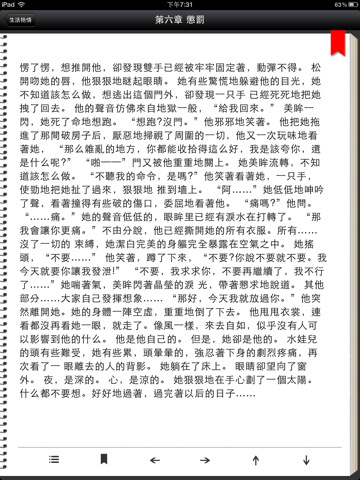 iPad 下午7:31
生活艳情
第六章 懲罰
愣了愣，想推開他，卻發現雙手已經被牢牢固定著，動彈不得。 松
開吻她的唇，他狠狠地瞇起眼睛。 她有些驚慌地躲避他的目光，她
不知道該怎么做，想逃出這個門外，卻發現一只手 已經死死地把她
拽了回去。 他的聲音仿佛來自地獄一般，“給我回來。” 美眸一
閃，她死了命地想跑。 “想跑?沒門。”他邪邪地笑著。 他把她拖
進了那間破房子后，厭惡地掃視了周圍的一切，他又一次玩味地看
著她， “那么雜亂的地方，你都能收拾得這么好，我是該夸你，還
是什么呢?” “啪——”門又被他重重地關上。 她美眸流轉，不知
道該怎么做。 “不聽我的命令，是嗎?”他笑著看著她，一只手，
使勁地把她扯了過來，狠狠地 推到墻上。 “阿……”她低低地呻吟
了聲，看著撞得有些破的傷口，委屈地看著他。 “痛嗎?”他問。
“……痛。”她的聲音低低的，眼眸里已經有淚水在打轉了。 “那
我會讓你更痛。”不由分說，他已經撕開她的所有衣服。所有……
沒了一切的 束縛，她潔白完美的身軀完全暴露在空氣之中。 她搖
頭， “不要……” 他笑著，蹲了下來， “不要?你說不要就不要。我
今天就要你讓我發泄!” “不要，我求求你，不要再繼續了，我不行
了……”她喘著氣，美眸閃著晶瑩的淚 光，帶著懇求地說道。 其他
部分……大家自己發揮想象…… “那好，今天我就放過你。”他突
然離開她。她的身體一陣空虛，重重地倒了下去。 他甩甩衣裳，連
看都沒再看她一眼，就走了。像風一樣，來去自如，似乎沒有人可
以影響到他的什么。 他是他自己的。 但是，她卻是他的。 水娃兒
的頭有些難受，她有些累，頭暈暈的，強忍著下身的劇烈疼痛，再
次看了一 眼離去的人的背影。 她躺在了床上。 眼睛卻望向了窗
外。 夜，是深的。 心，是涼的。 她狠狠地在手心劃了一個太陽。
什么都不要想。好好地過著，過完著以后的日子……